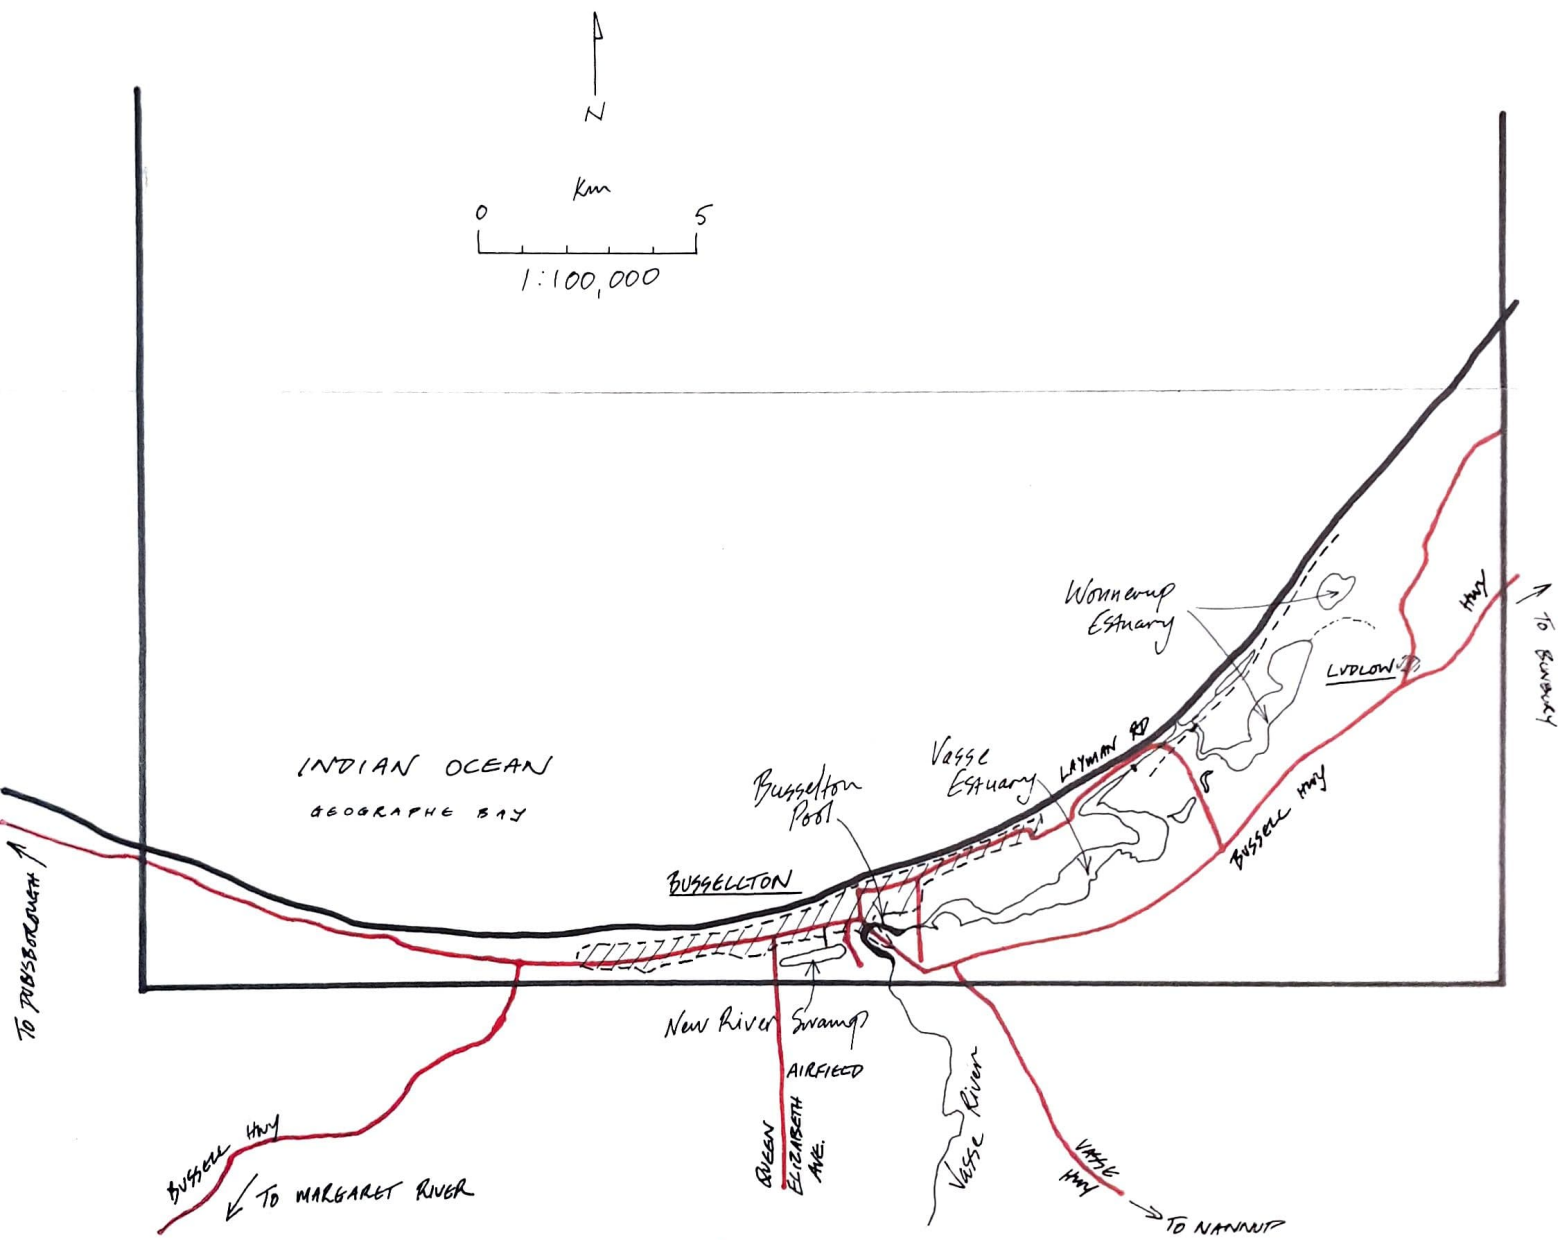 N
Km
0 5
1:100,000
Wonnerup
Estuary
HWY
TO BUNBURY
LUDLOW
LAYMAN RD
Vasse
Estuary
INDIAN OCEAN
GEOGRAPHE BAY
Busselton
Pool
BUSSELL HWY
BUSSELLTON
TO DUBSBOROUGH
New River Swamp
AIRFIELD
QUEEN
ELIZABETH
AVE.
Vasse River
VASSE
HWY
BUSSELL HWY
TO MARGARET RIVER
TO NANNUP